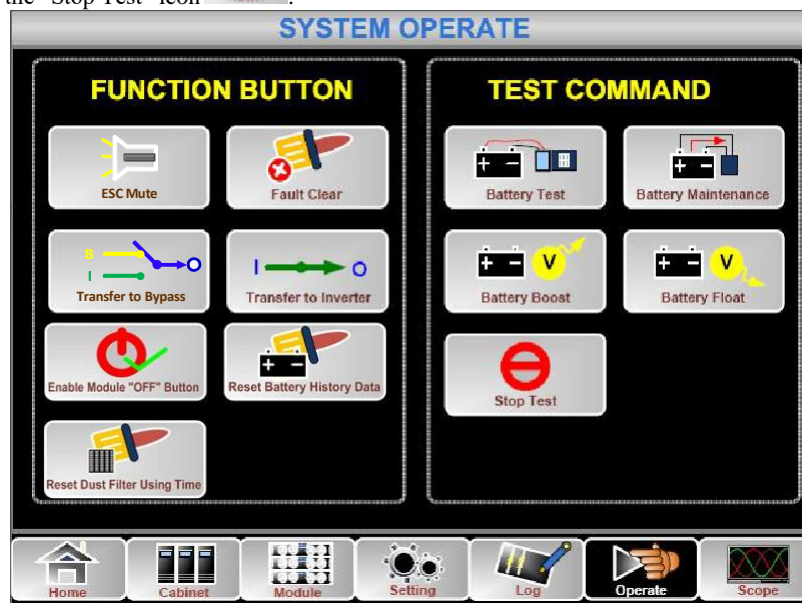 the "Stop Test" icon .
SYSTEM OPERATE
FUNCTION BUTTON
ESC Mute
Fault Clear
B
I
Transfer to Bypass
I O
Transfer to Inverter
Enable Module "OFF" Button
Reset Battery History Data
Reset Dust Filter Using Time
TEST COMMAND
Battery Test
Battery Maintenance
V
Battery Boost
V
Battery Float
Stop Test
Home
Cabinet
Module
Setting
Log
Operate
Scope